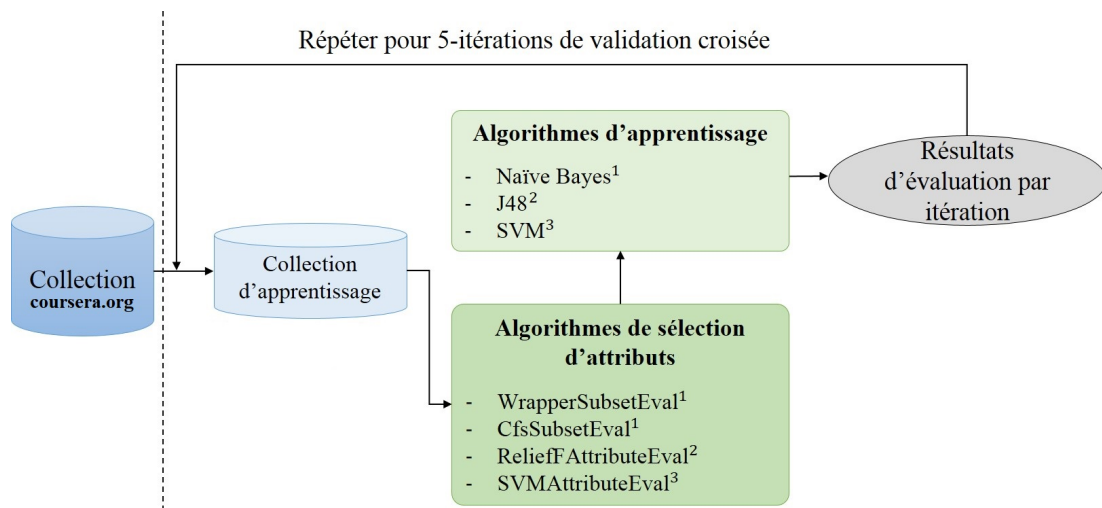 Répéter pour 5-itérations de validation croisée
Collection
coursera.org
Collection
d'apprentissage
Algorithmes d'apprentissage
- Naïve Bayes¹
- J48²
- SVM³
Résultats
d'évaluation par
itération
Algorithmes de sélection
d'attributs
- WrapperSubsetEval¹
- CfsSubsetEval¹
- ReliefFAttributeEval²
- SVMAttributeEval³